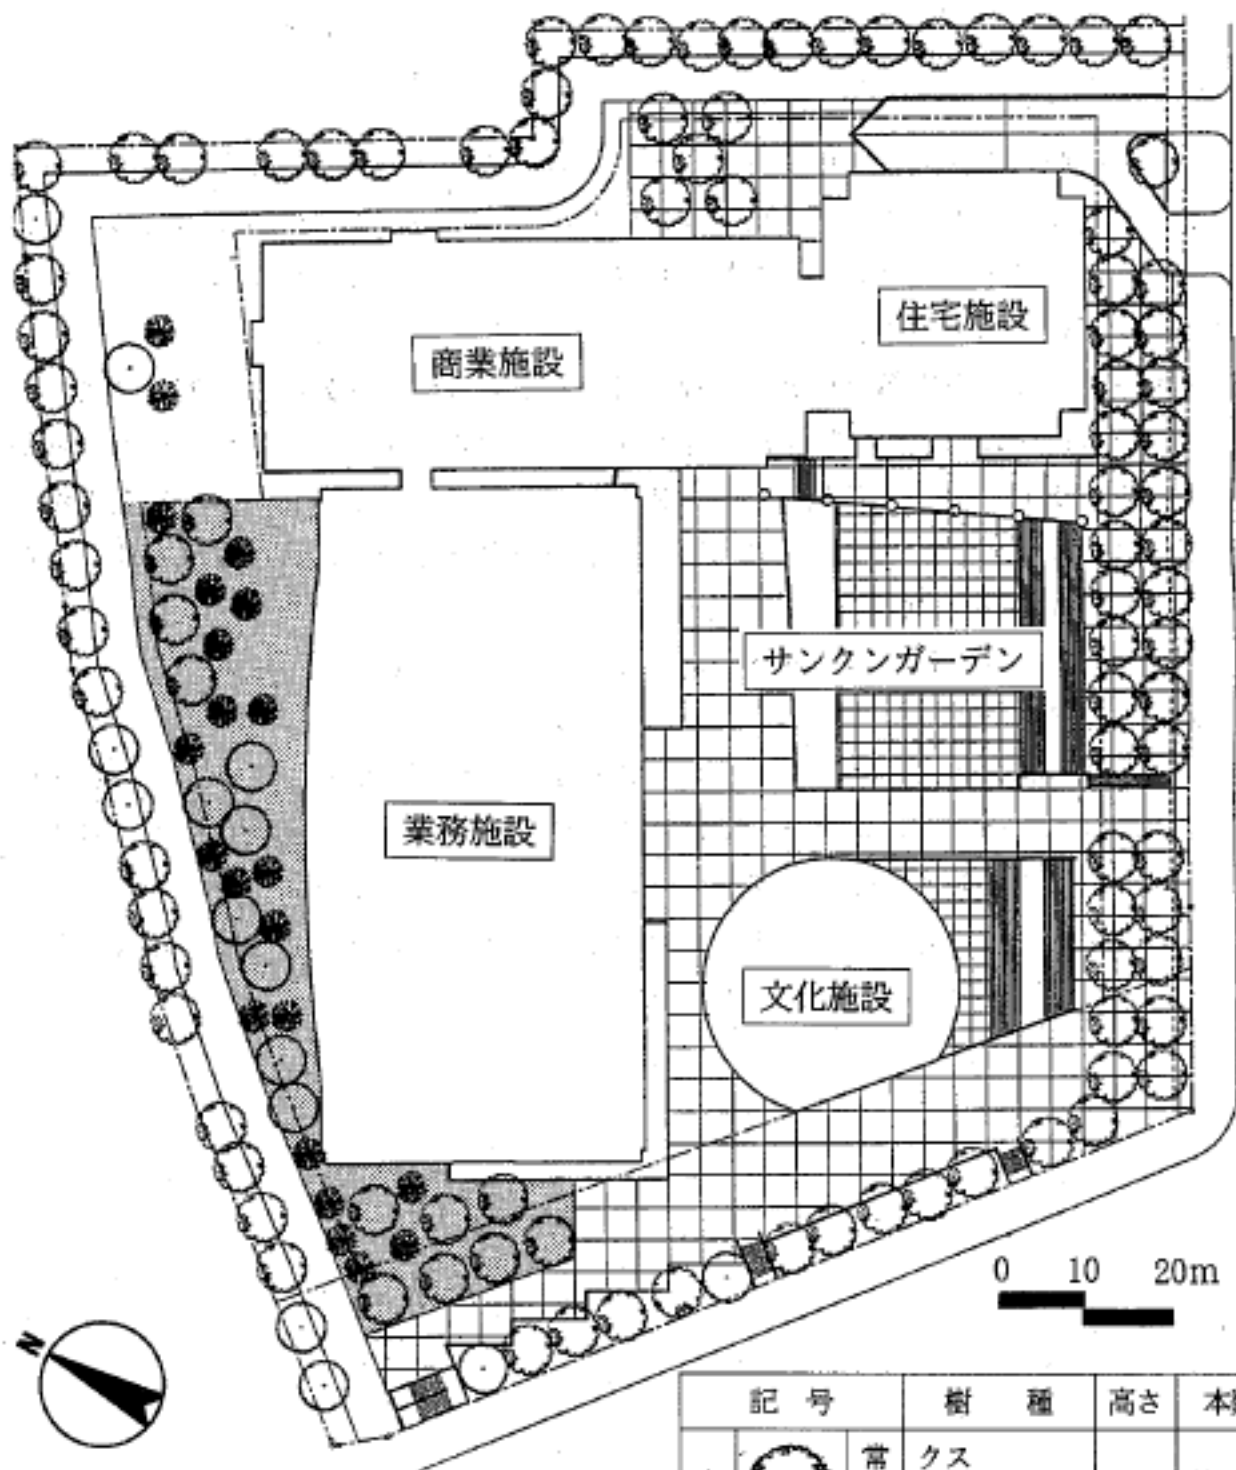 住宅施設
商業施設
サンクンガーデン
業務施設
文化施設
0 10 20m
N
記号 樹種 高さ 本
常 クス